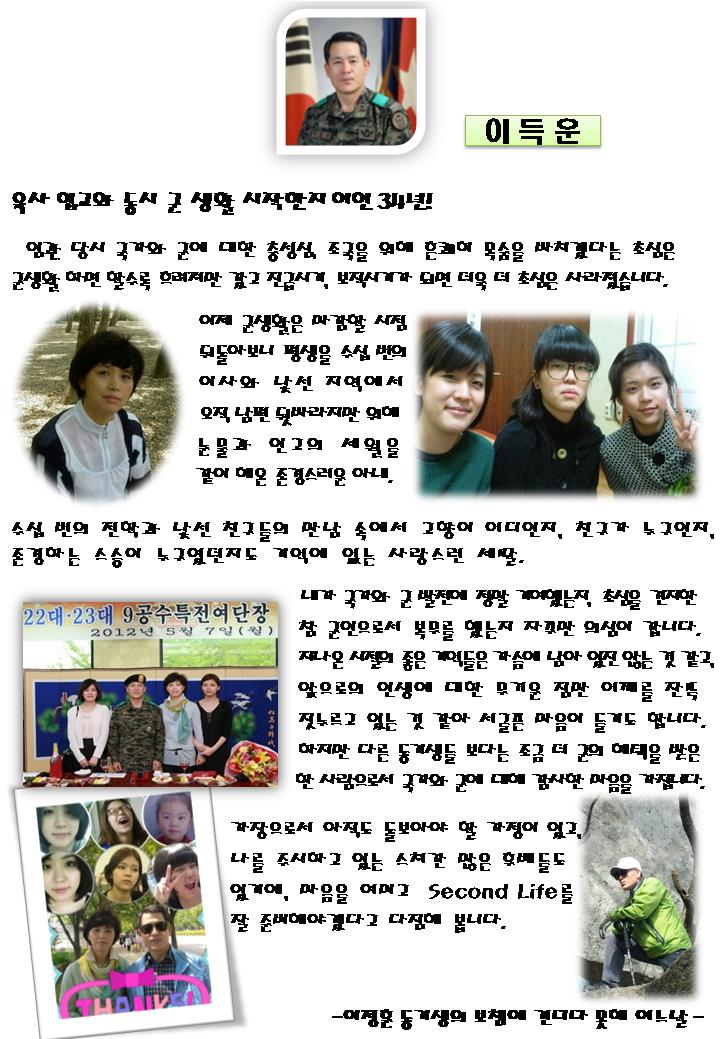 이 득 운
육사 입교와 동시 군 생활 시작한지 어언 34년!
임관 당시 국가와 군에 대한 충성심, 조국을 위해 흔쾌히 목숨을 바치겠다는 초심은
군생활 하면 할수록 흐려져만 갔고 진급시기, 보직시기가 되면 더욱 더 초심은 사라졌습니다.
이제 군생활은 마감할 시점
뒤돌아보니 평생을 수십 번의
이사와 낯선 지역에서
오직 남편 뒷바라지만 위해
눈물과 인고의 세월을
같이 해온 존경스러운 아내,
수십 번의 전학과 낯선 친구들의 만남 속에서 고향이 어디인지, 친구가 누구인지,
존경하는 스승이 누구였던지도 기억에 없는 사랑스런 세딸.
내가 국가와 군 발전에 정말 기여했는지, 초심을 견지한
참 군인으로서 복무를 했는지 자꾸만 의심이 갑니다.
지나온 시절의 좋은 기억들은 가슴에 남아 있진 않는 것 같고,
앞으로의 인생에 대한 무거운 짐만 어깨를 잔뜩
짓누르고 있는 것 같아 서글픈 마음이 들기도 합니다.
하지만 다른 동기생들 보다는 조금 더 군의 혜택을 받은
한 사람으로서 국가와 군에 대해 감사한 마음을 가집니다.
22대·23대 9공수특전여단장
2012년 5월 7일(월)
가장으로서 아직도 돌보아야 할 가정이 있고,
나를 주시하고 있는 스쳐간 많은 후배들도
있기에, 마음을 여미고 Second Life를
잘 준비해야겠다고 다짐해 봅니다.
-이정훈 동기생의 보챔에 견디다 못해 어느날 -